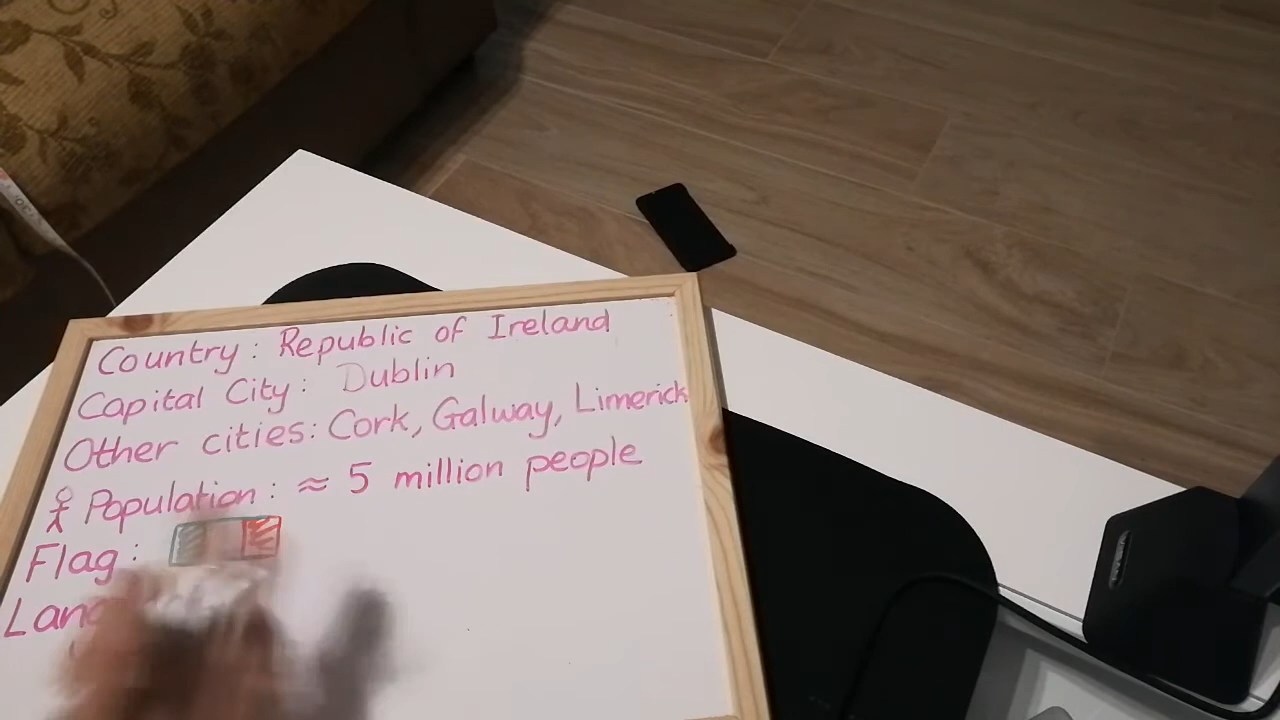 Country: Republic of Ireland
Capital City: Dublin
Other cities: Cork, Galway, Limerick
Population: ≈ 5 million people
Flag: